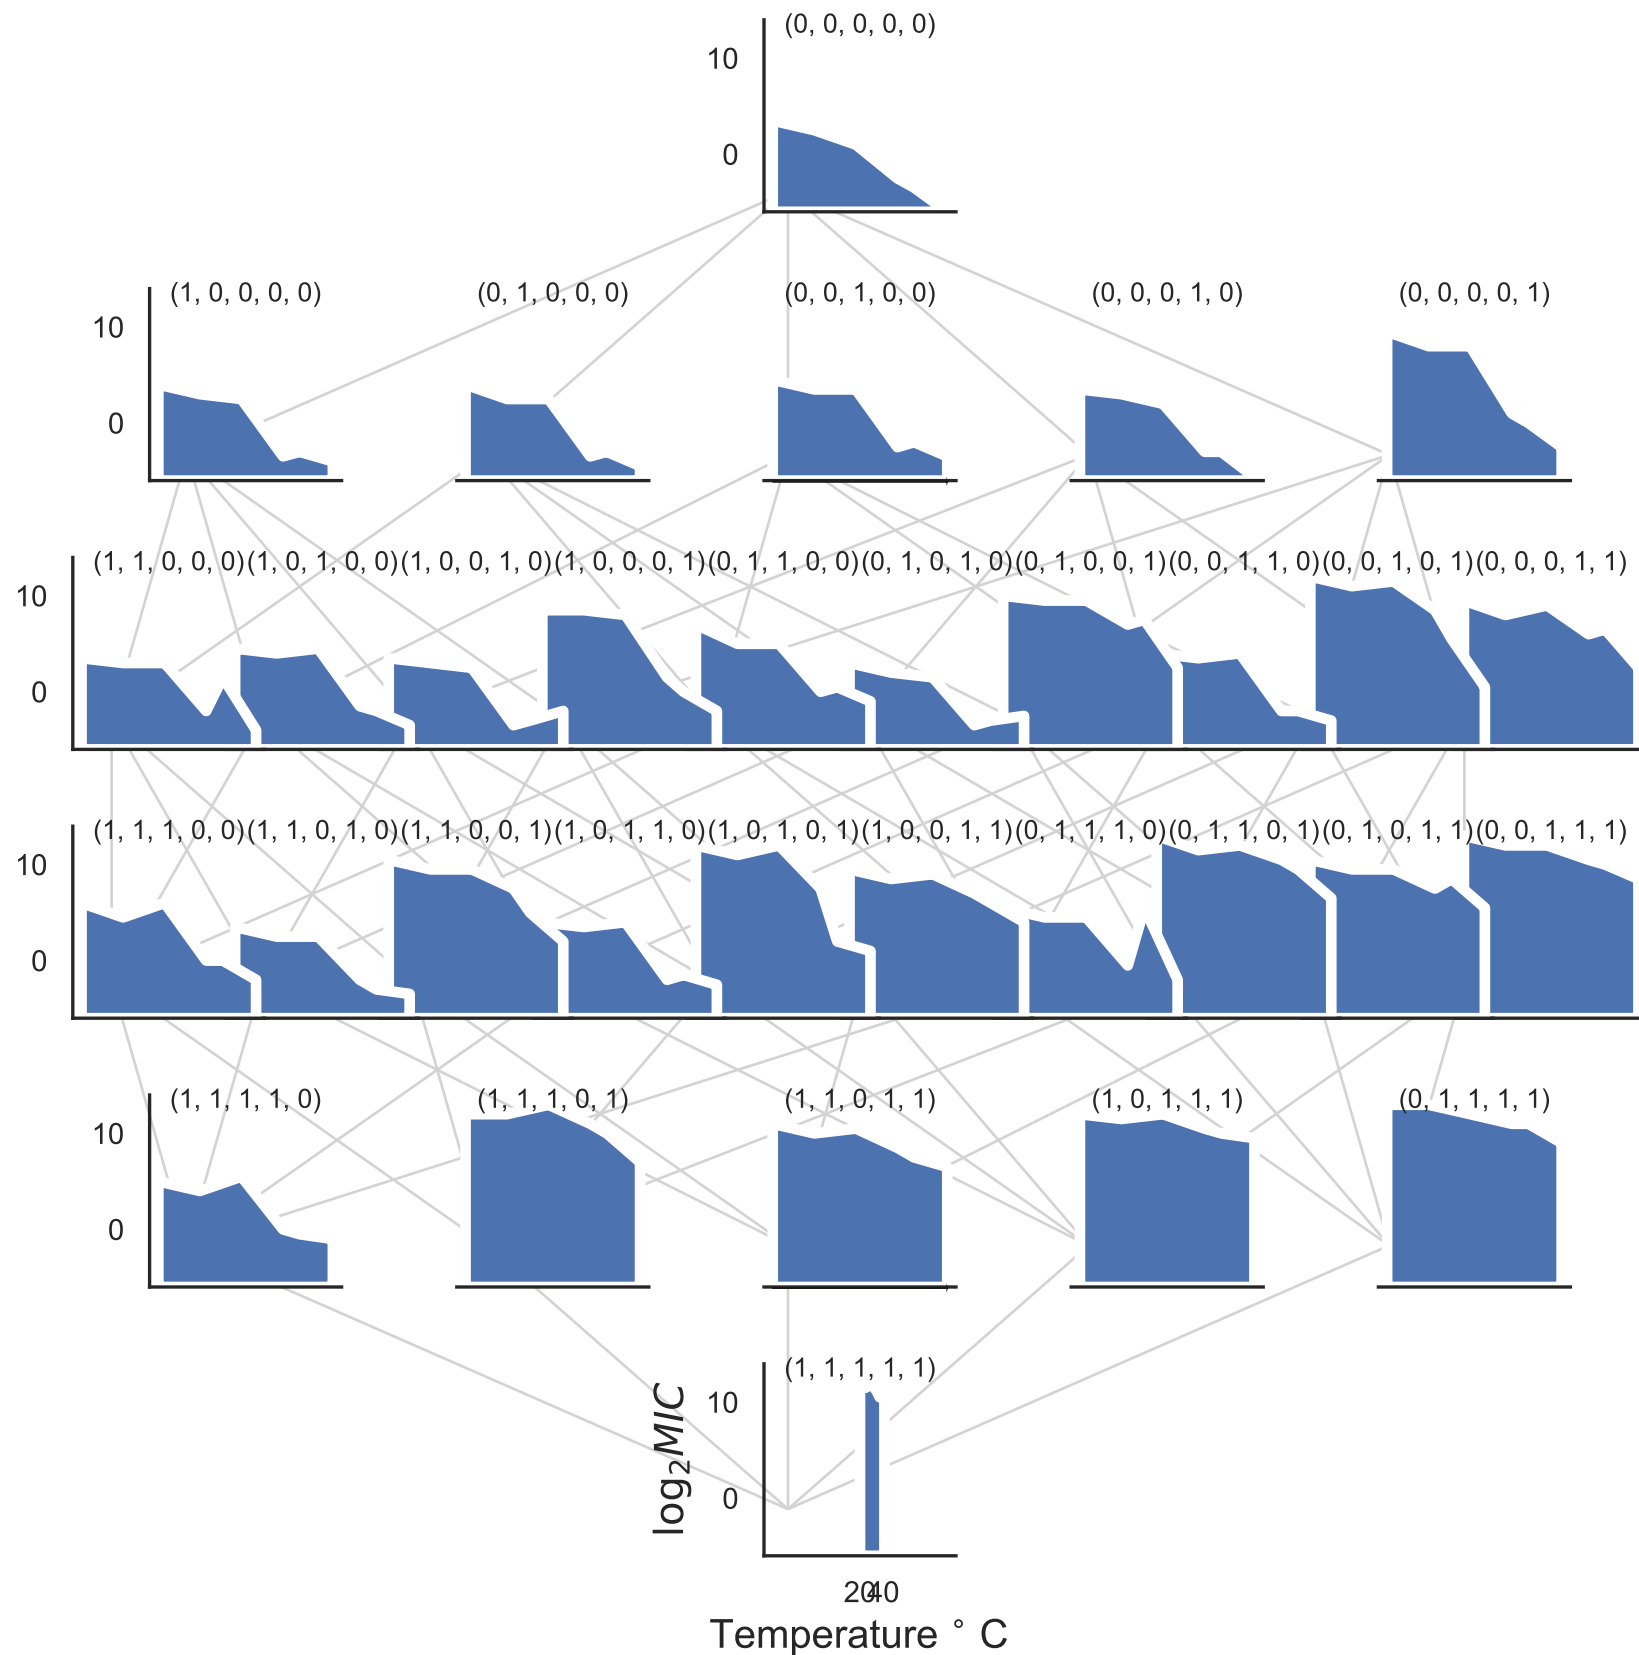 (0, 0, 0, 0, 0)
10
0
(1, 0, 0, 0, 0) (0, 1, 0, 0, 0) (0, 0, 1, 0, 0) (0, 0, 0, 1, 0) (0, 0, 0, 0, 1)
10
0
(1, 1, 0, 0, 0)(1, 0, 1, 0, 0)(1, 0, 0, 1, 0)(1, 0, 0, 0, 1)(0, 1, 1, 0, 0)(0, 1, 0, 1, 0)(0, 1, 0, 0, 1)(0, 0, 1, 1, 0)(0, 0, 1, 0, 1)(0, 0, 0, 1, 1)
10
0
(1, 1, 1, 0, 0)(1, 1, 0, 1, 0)(1, 1, 0, 0, 1)(1, 0, 1, 1, 0)(1, 0, 1, 0, 1)(1, 0, 0, 1, 1)(0, 1, 1, 1, 0)(0, 1, 1, 0, 1)(0, 1, 0, 1, 1)(0, 0, 1, 1, 1)
10
0
(1, 1, 1, 1, 0) (1, 1, 1, 0, 1) (1, 1, 0, 1, 1) (1, 0, 1, 1, 1) (0, 1, 1, 1, 1)
10
0
(1, 1, 1, 1, 1)
10
0
log₂MIC
20 40
Temperature ° C